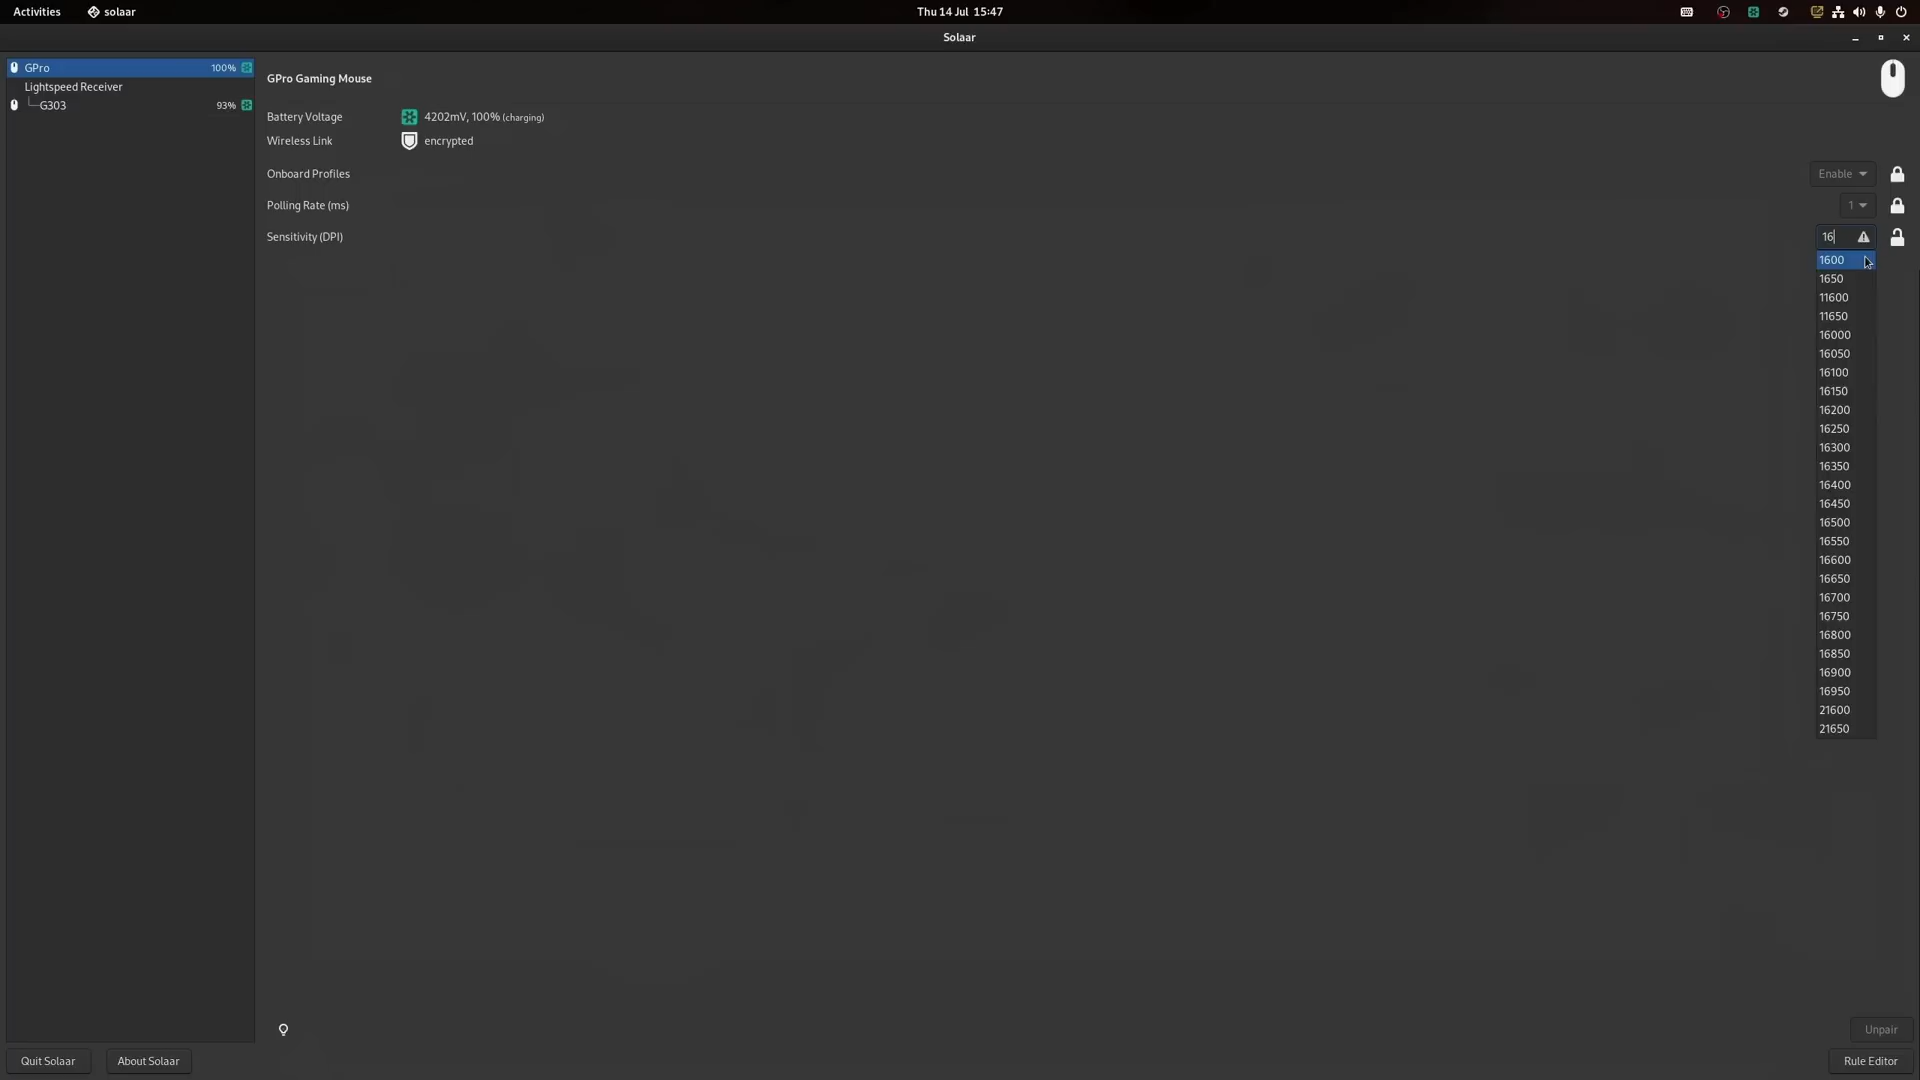 Activities solaar Thu 14 Jul 15:47
Solaar
GPro 100%
Lightspeed Receiver
G303 93%
GPro Gaming Mouse
Battery Voltage 4202mV, 100% (charging)
Wireless Link encrypted
Onboard Profiles Enable
Polling Rate (ms) 1
Sensitivity (DPI) 16
1600
1650
11600
11650
16000
16050
16100
16150
16200
16250
16300
16350
16400
16450
16500
16550
16600
16650
16700
16750
16800
16850
16900
16950
21600
21650
Unpair
Quit Solaar About Solaar Rule Editor